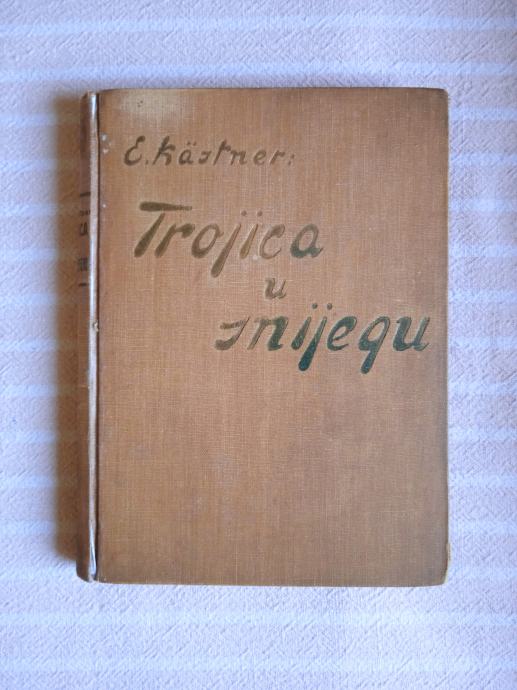 E. Kästner:
Trojica
u
snijegu